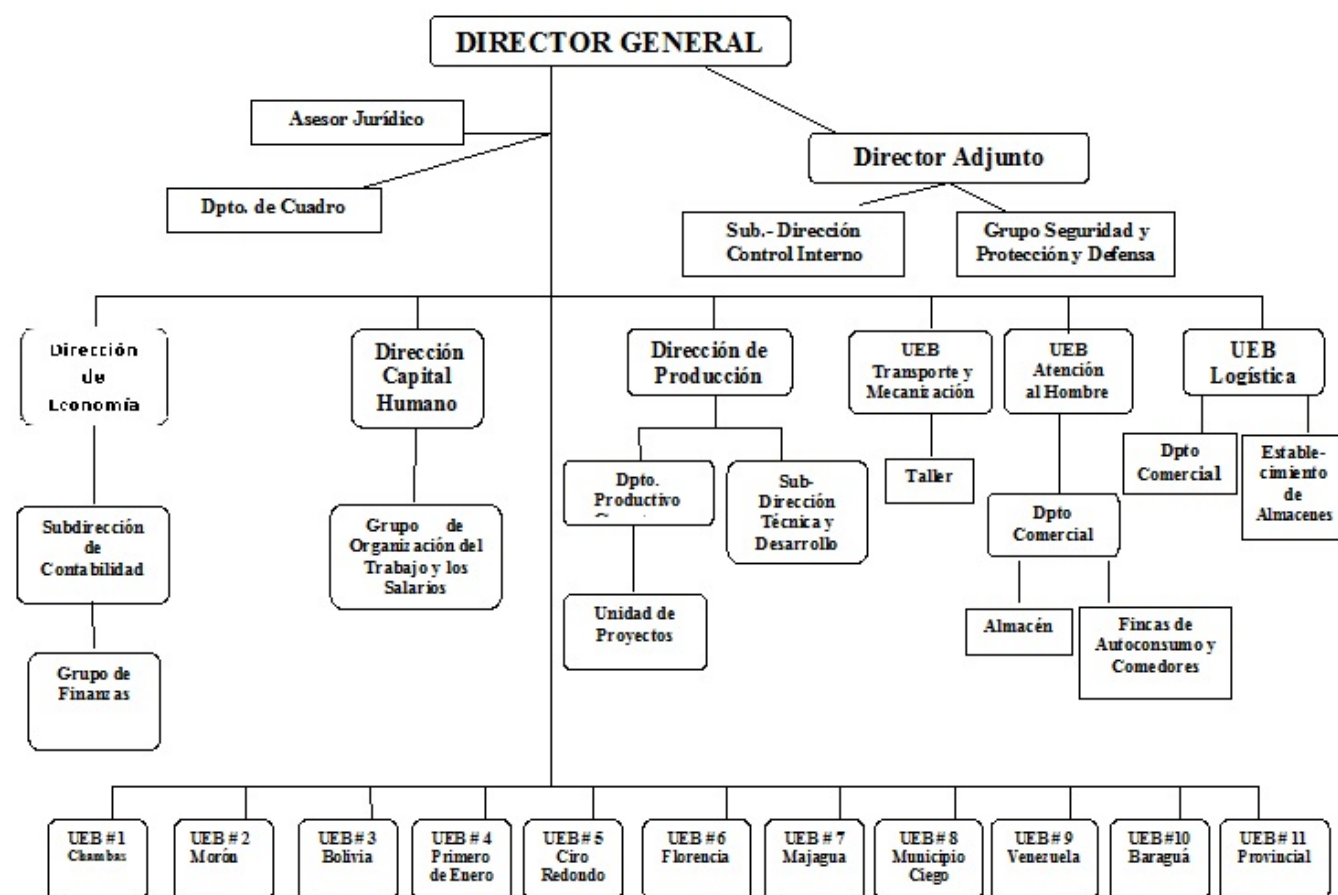 DIRECTOR GENERAL
Asesor Jurídico
Director Adjunto
Dpto. de Cuadro
Sub.- Dirección
Control Interno
Grupo Seguridad y
Protección y Defensa
Dirección
de
Economía
Dirección
Capital
Humano
Dirección de
Producción
UEB
Transporte y
Mecanización
UEB
Atención
al Hombre
UEB
Logística
Subdirección
de
Contabilidad
Grupo de
Organización del
Trabajo y los
Salarios
Dpto.
Productivo
Sub-
Dirección
Técnica y
Desarrollo
Taller
Dpto
Comercial
Dpto
Comercial
Estable-
cimiento
de
Almacenes
Grupo de
Finanzas
Unidad de
Proyectos
Almacén
Fincas de
Autoconsumo y
Comedores
UEB #1
Chambas
UEB #2
Morón
UEB #3
Bolivia
UEB # 4
Primero
de Enero
UEB #5
Ciro
Redondo
UEB #6
Florencia
UEB # 7
Majagua
UEB # 8
Municipio
Ciego
UEB # 9
Venezuela
UEB #10
Baraguá
UEB # 11
Provincial